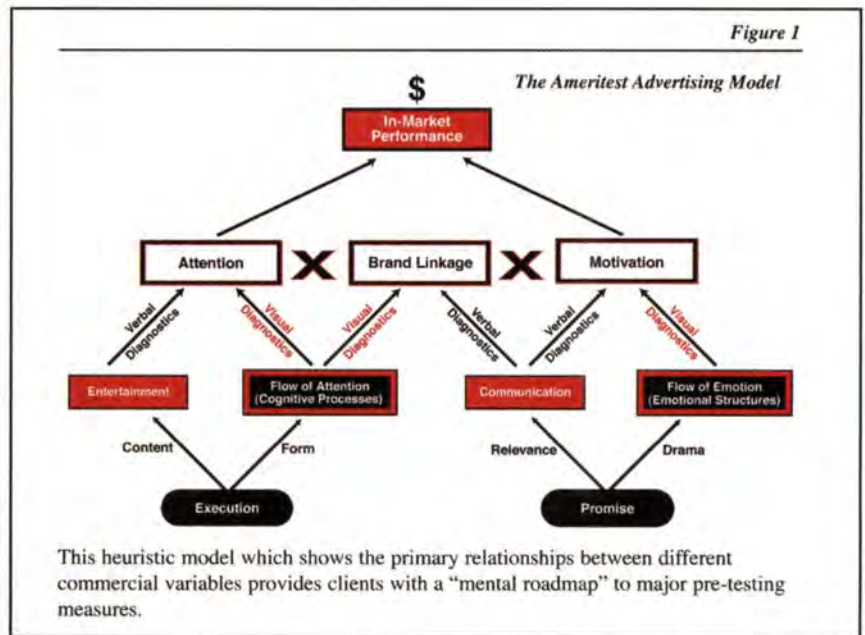 Figure 1
The Ameritest Advertising Model
$
In-Market
Performance
Attention X Brand Linkage X Motivation
Verbal
Diagnostics
Visual
Diagnostics
Visual
Diagnostics
Verbal
Diagnostics
Verbal
Diagnostics
Visual
Diagnostics
Entertainment
Flow of Attention
(Cognitive Processes)
Communication
Flow of Emotion
(Emotional Structures)
Content
Form
Relevance
Drama
Execution
Promise
This heuristic model which shows the primary relationships between different
commercial variables provides clients with a “mental roadmap” to major pre-testing
measures.